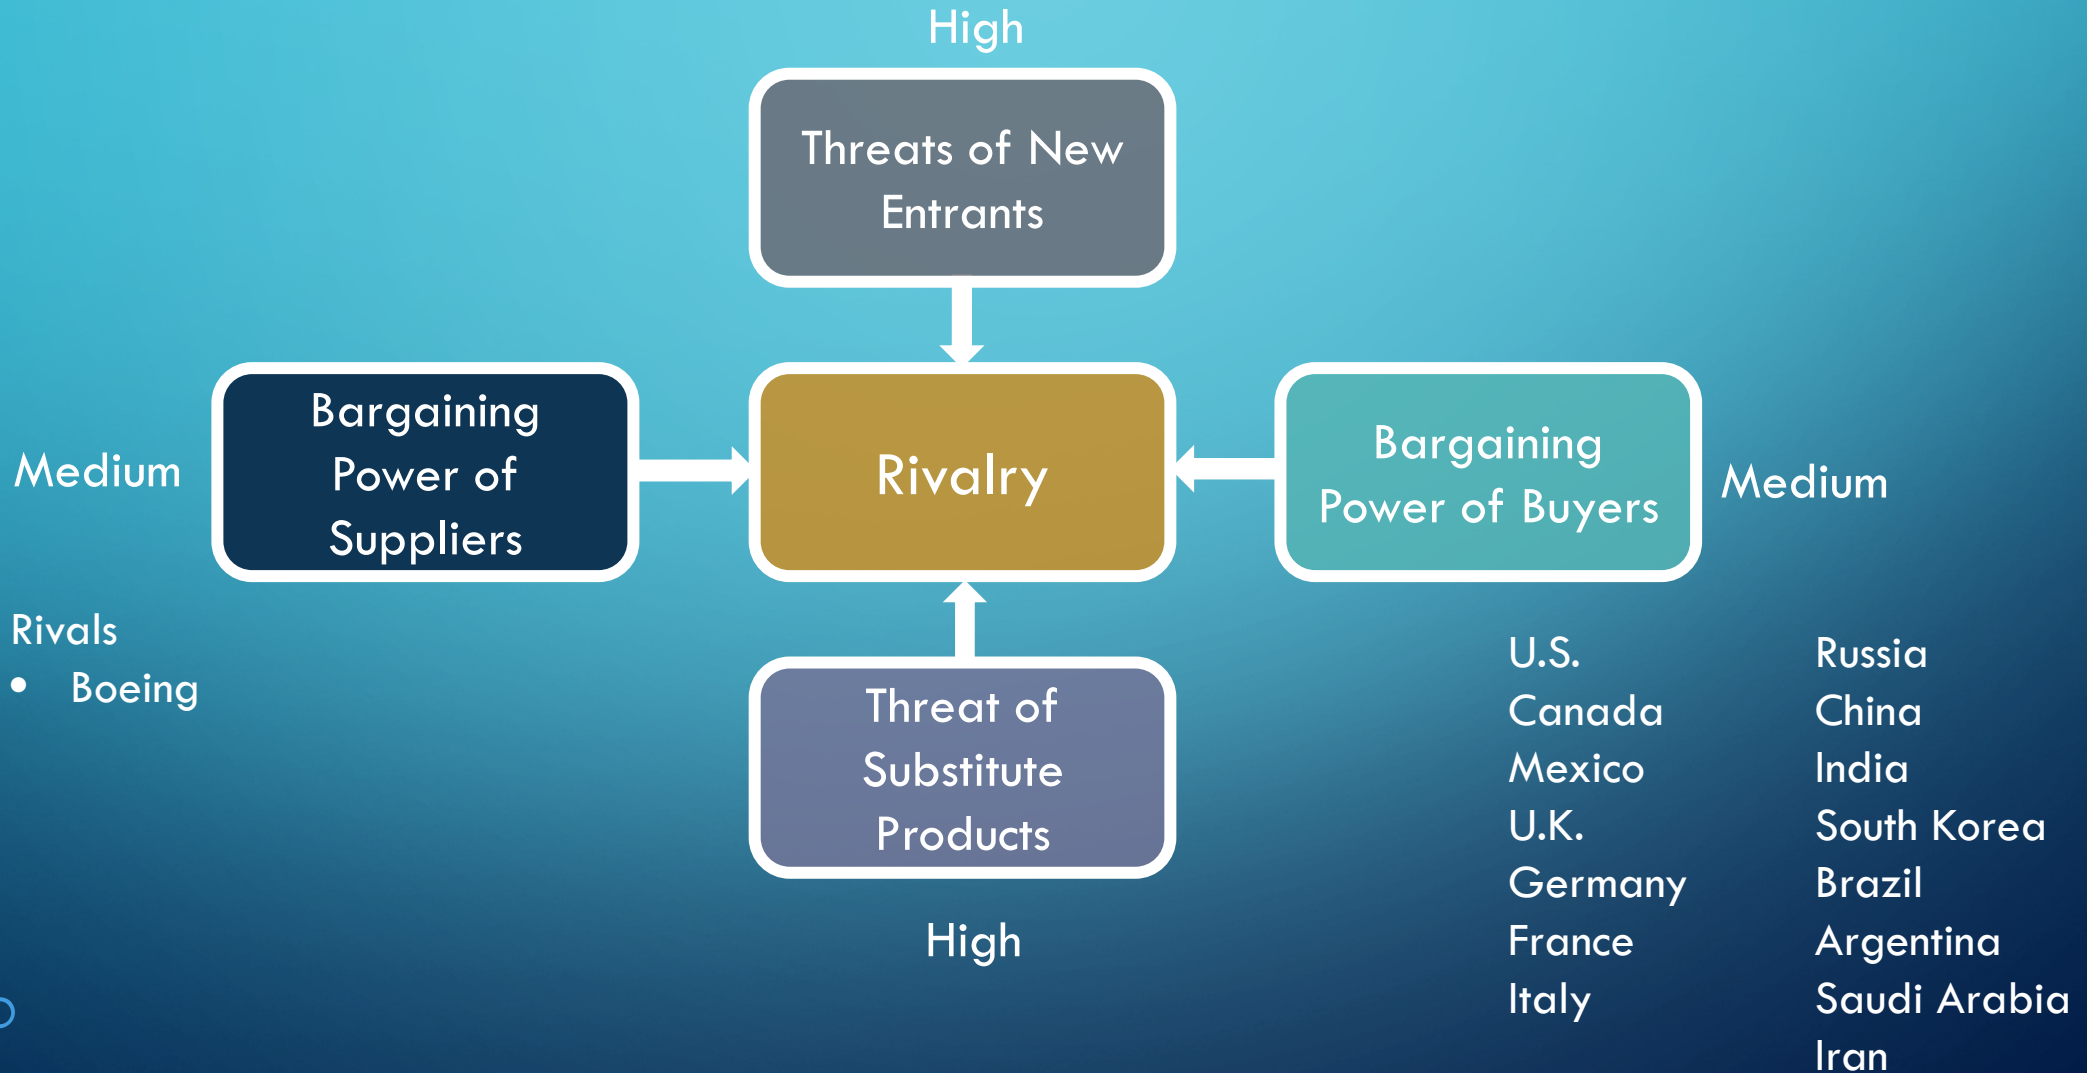 High
Threats of New
Entrants
Medium
Bargaining
Power of
Suppliers
Rivalry
Bargaining
Power of Buyers
Medium
Rivals
• Boeing
Threat of
Substitute
Products
High
U.S.
Canada
Mexico
U.K.
Germany
France
Italy
Russia
China
India
South Korea
Brazil
Argentina
Saudi Arabia
Iran